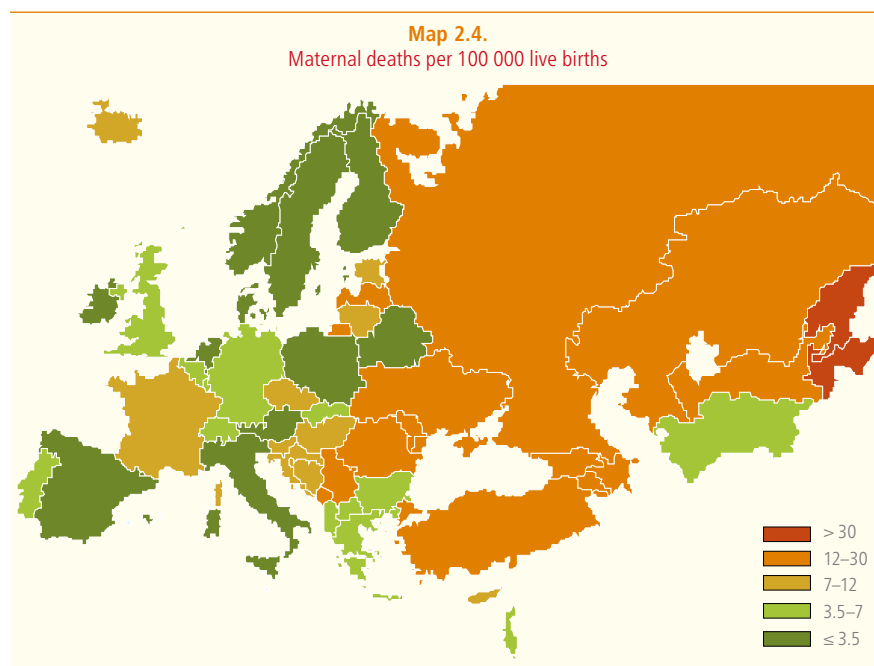 Map 2.4.
Maternal deaths per 100 000 live births
> 30
12–30
7–12
3.5–7
≤ 3.5